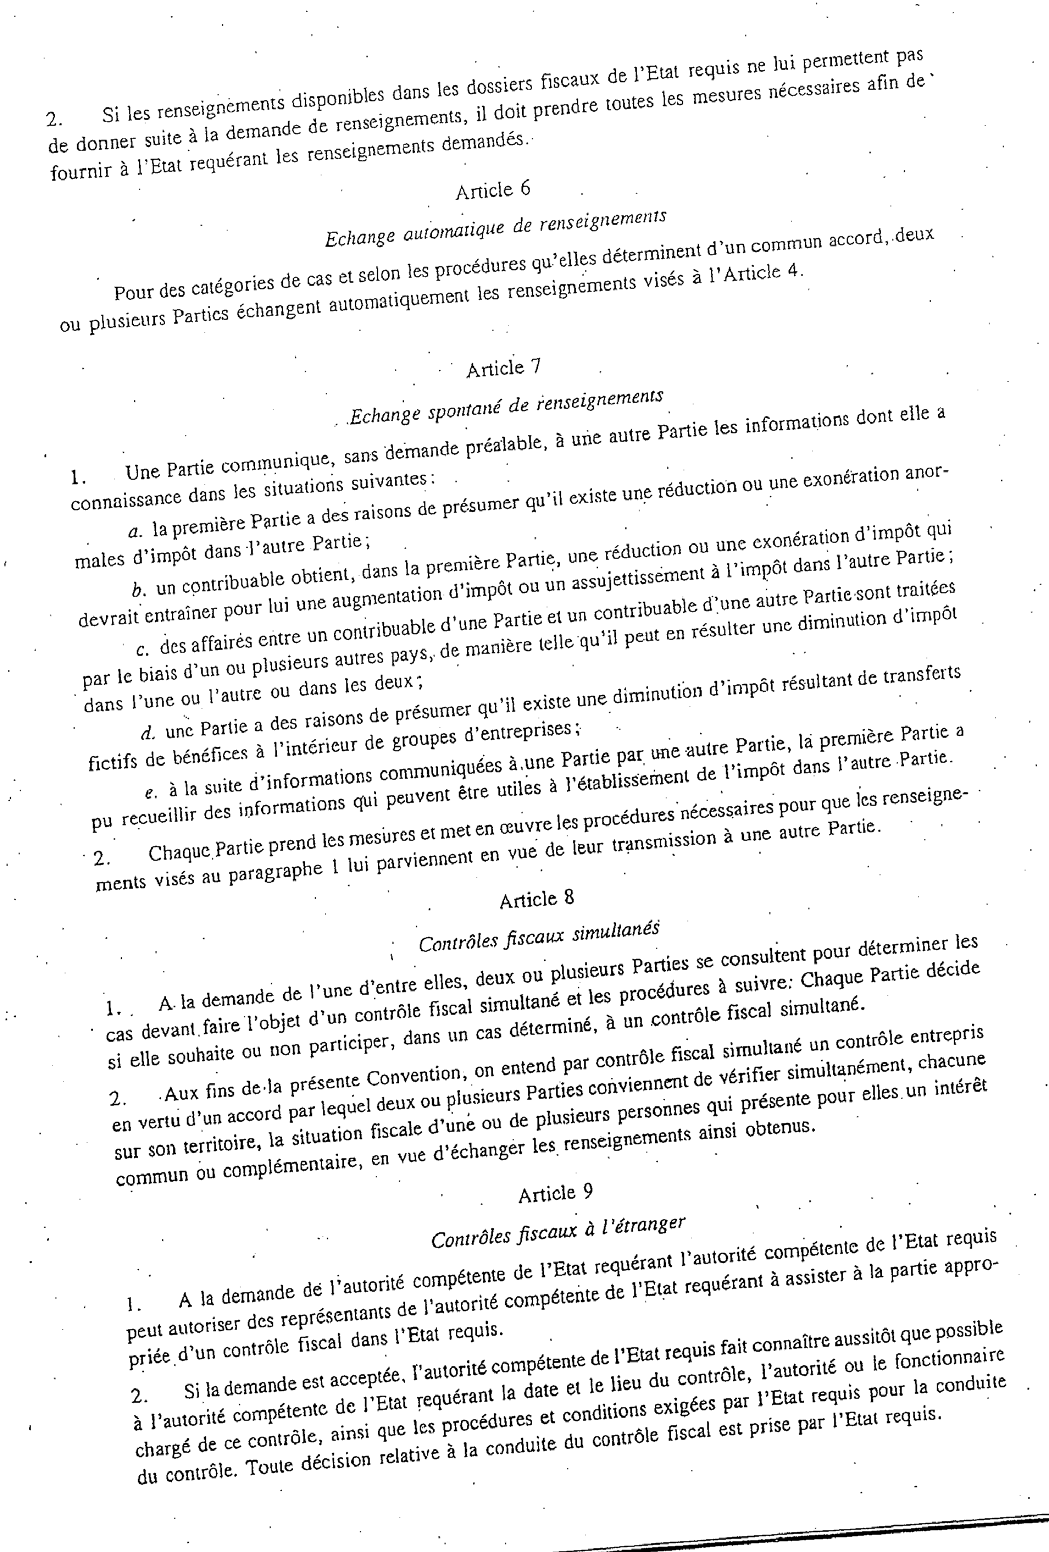 2. Si les renseignements disponibles dans les dossiers fiscaux de l'Etat requis ne lui permettent pas
de donner suite à la demande de renseignements, il doit prendre toutes les mesures nécessaires afin de
fournir à l'Etat requérant les renseignements demandés.
Article 6
Echange automatique de renseignements
Pour des catégories de cas et selon les procédures qu'elles déterminent d'un commun accord, deux
ou plusieurs Parties échangent automatiquement les renseignements visés à l'Article 4.
Article 7
Echange spontané de renseignements
1. Une Partie communique, sans demande préalable, à une autre Partie les informations dont elle a
connaissance dans les situations suivantes :
a. la première Partie a des raisons de présumer qu'il existe une réduction ou une exonération anor-
males d'impôt dans l'autre Partie ;
b. un contribuable obtient, dans la première Partie, une réduction ou une exonération d'impôt qui
devrait entraîner pour lui une augmentation d'impôt ou un assujettissement à l'impôt dans l'autre Partie ;
c. des affaires entre un contribuable d'une Partie et un contribuable d'une autre Partie sont traitées
par le biais d'un ou plusieurs autres pays, de manière telle qu'il peut en résulter une diminution d'impôt
dans l'une ou l'autre ou dans les deux ;
d. une Partie a des raisons de présumer qu'il existe une diminution d'impôt résultant de transferts
fictifs de bénéfices à l'intérieur de groupes d'entreprises ;
e. à la suite d'informations communiquées à une Partie par une autre Partie, la première Partie a
pu recueillir des informations qui peuvent être utiles à l'établissement de l'impôt dans l'autre Partie.
2. Chaque Partie prend les mesures et met en œuvre les procédures nécessaires pour que les renseigne-
ments visés au paragraphe 1 lui parviennent en vue de leur transmission à une autre Partie.
Article 8
Contrôles fiscaux simultanés
1. A la demande de l'une d'entre elles, deux ou plusieurs Parties se consultent pour déterminer les
cas devant faire l'objet d'un contrôle fiscal simultané et les procédures à suivre. Chaque Partie décide
si elle souhaite ou non participer, dans un cas déterminé, à un contrôle fiscal simultané.
2. Aux fins de la présente Convention, on entend par contrôle fiscal simultané un contrôle entrepris
en vertu d'un accord par lequel deux ou plusieurs Parties conviennent de vérifier simultanément, chacune
sur son territoire, la situation fiscale d'une ou de plusieurs personnes qui présente pour elles un intérêt
commun ou complémentaire, en vue d'échanger les renseignements ainsi obtenus.
Article 9
Contrôles fiscaux à l'étranger
1. A la demande de l'autorité compétente de l'Etat requérant l'autorité compétente de l'Etat requis
peut autoriser des représentants de l'autorité compétente de l'Etat requérant à assister à la partie appro-
priée d'un contrôle fiscal dans l'Etat requis.
2. Si la demande est acceptée, l'autorité compétente de l'Etat requis fait connaître aussitôt que possible
à l'autorité compétente de l'Etat requérant la date et le lieu du contrôle, l'autorité ou le fonctionnaire
chargé de ce contrôle, ainsi que les procédures et conditions exigées par l'Etat requis pour la conduite
du contrôle. Toute décision relative à la conduite du contrôle fiscal est prise par l'Etat requis.